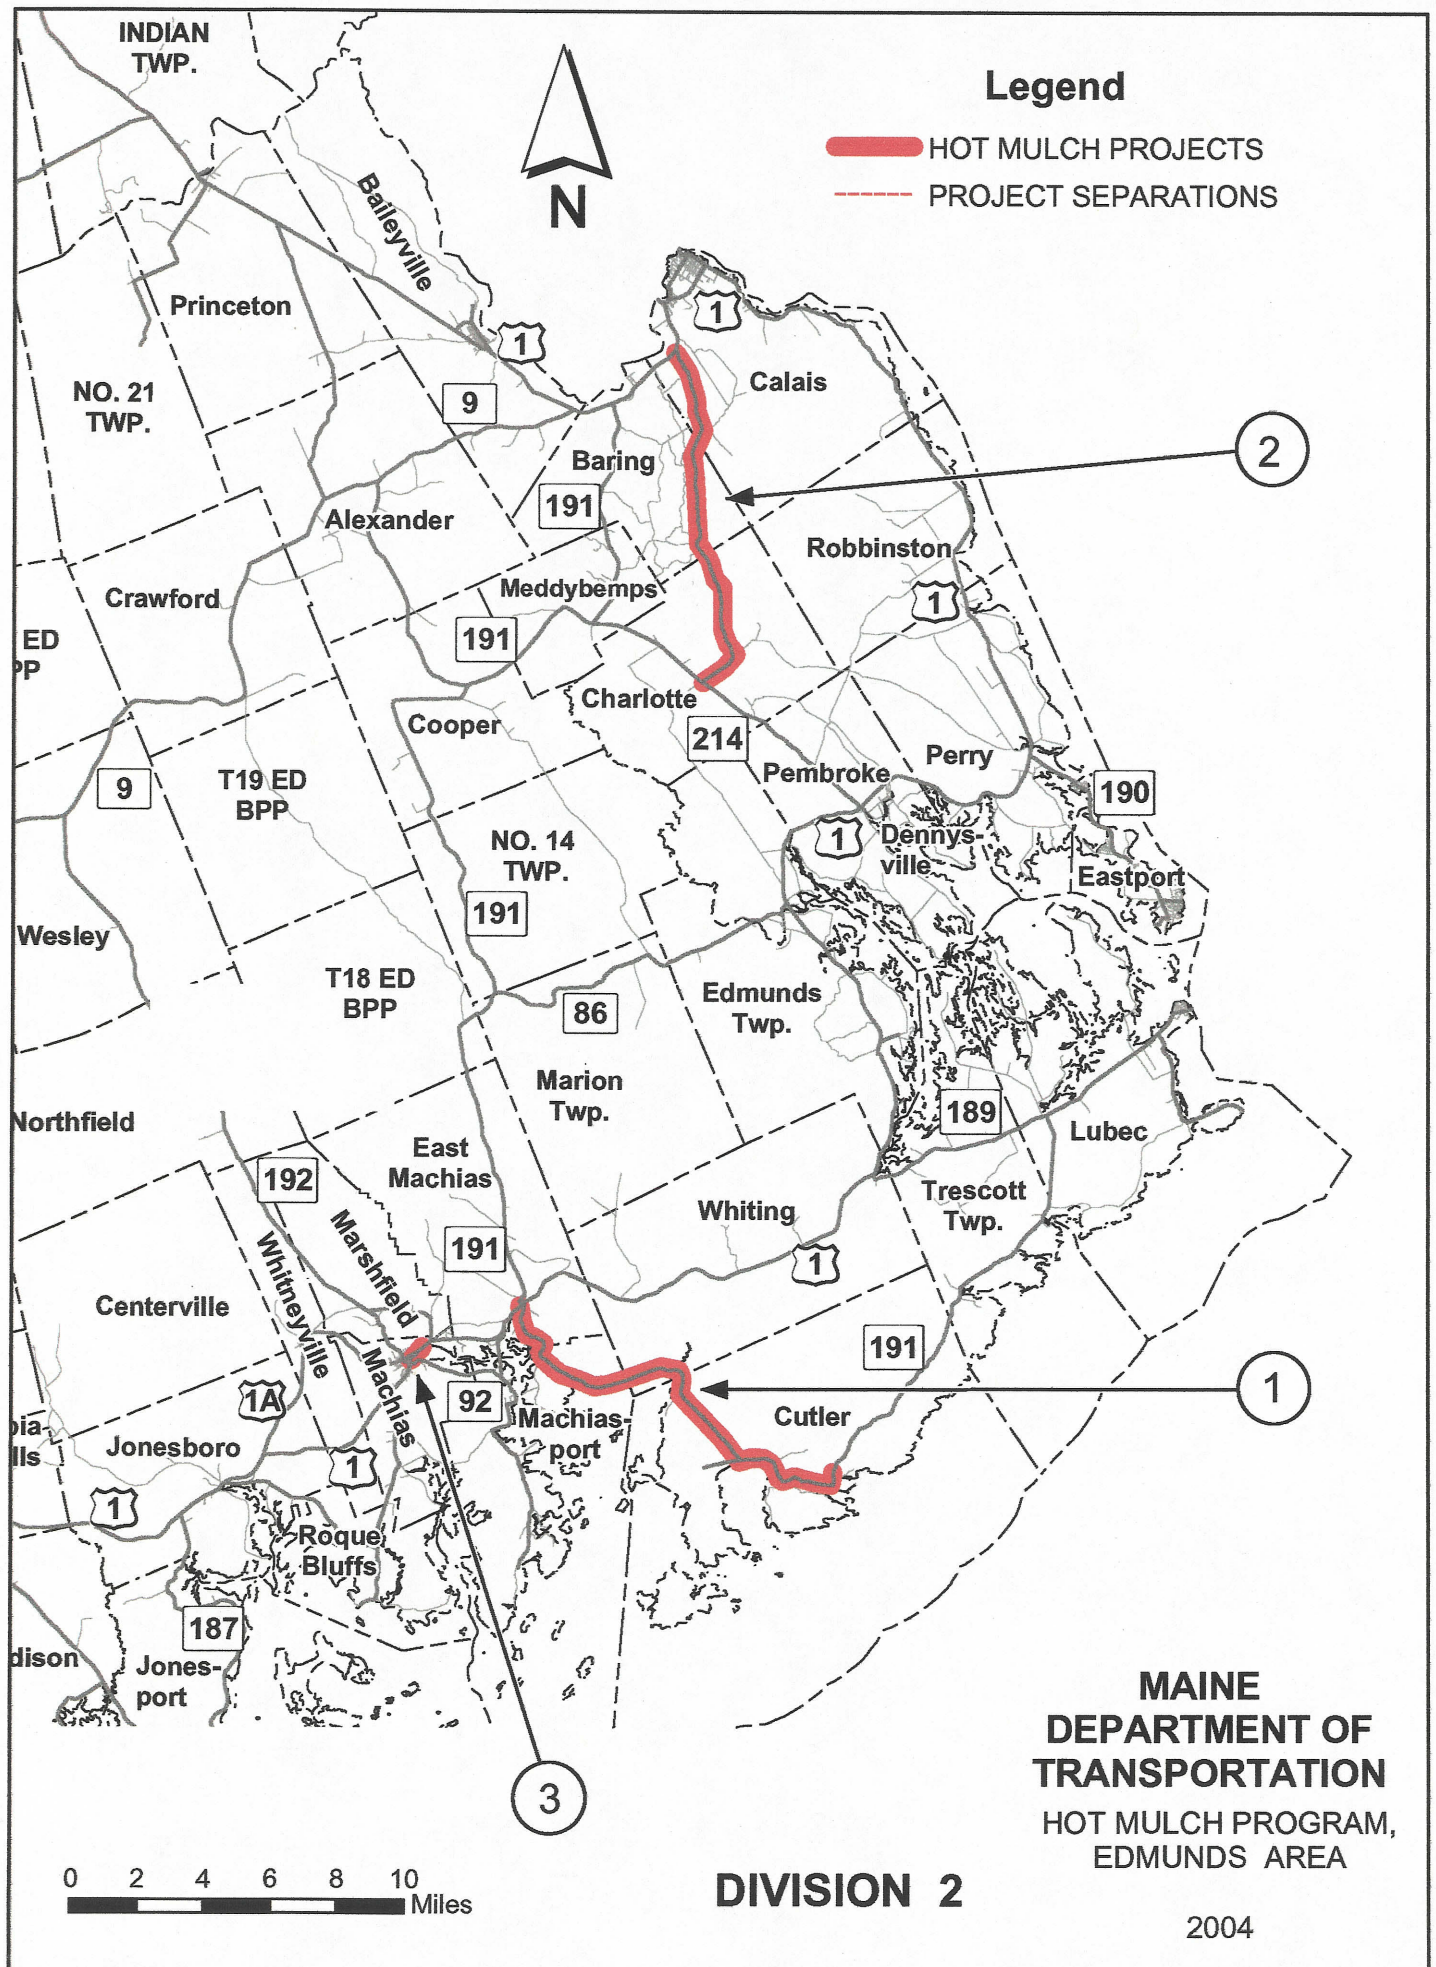 INDIAN
TWP.
Legend
HOT MULCH PROJECTS
PROJECT SEPARATIONS
N
Baileyville
Princeton
1
1
Calais
NO. 21
TWP.
9
2
Baring
191
Alexander
Robbinston
Crawford
Meddybemps
1
ED
PP
191
Charlotte
Cooper
214
Perry
Pembroke
9
T19 ED
BPP
190
1
Dennys-
ville
NO. 14
TWP.
Eastport
191
Wesley
T18 ED
BPP
Edmunds
Twp.
86
Marion
Twp.
189
Northfield
Lubec
East
Machias
192
Trescott
Twp.
Whiting
Marshfield
191
Whitneyville
1
Centerville
191
Machias
1
1A
92
Cutler
Machias-
port
bia
lls
Jonesboro
1
1
Roque
Bluffs
187
dison
Jones-
port
MAINE
DEPARTMENT OF
TRANSPORTATION
3
HOT MULCH PROGRAM,
EDMUNDS AREA
0 2 4 6 8 10
Miles
DIVISION 2
2004